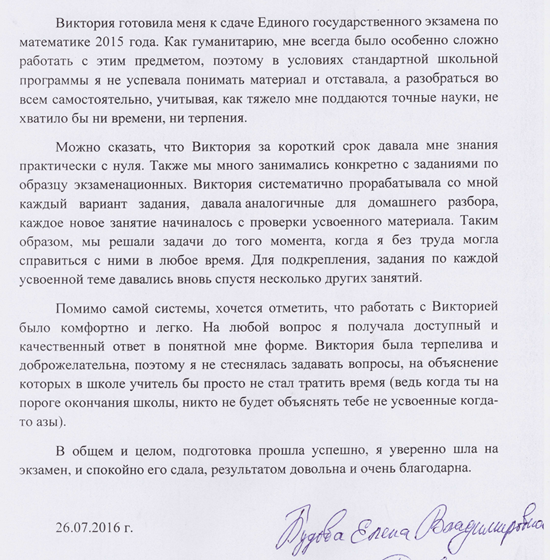 Виктория готовила меня к сдаче Единого государственного экзамена по
математике 2015 года. Как гуманитарию, мне всегда было особенно сложно
работать с этим предметом, поэтому в условиях стандартной школьной
программы я не успевала понимать материал и отставала, а разобраться во
всем самостоятельно, учитывая, как тяжело мне поддаются точные науки, не
хватило бы ни времени, ни терпения.
Можно сказать, что Виктория за короткий срок давала мне знания
практически с нуля. Также мы много занимались конкретно с заданиями по
образцу экзаменационных. Виктория систематично прорабатывала со мной
каждый вариант задания, давала аналогичные для домашнего разбора,
каждое новое занятие начиналось с проверки усвоенного материала. Таким
образом, мы решали задачи до того момента, когда я без труда могла
справиться с ними в любое время. Для подкрепления, задания по каждой
усвоенной теме давались вновь спустя несколько других занятий.
Помимо самой системы, хочется отметить, что работать с Викторией
было комфортно и легко. На любой вопрос я получала доступный и
качественный ответ в понятной мне форме. Виктория была терпелива и
доброжелательна, поэтому я не стеснялась задавать вопросы, на объяснение
которых в школе учитель бы просто не стал тратить время (ведь когда ты на
пороге окончания школы, никто не будет объяснять тебе не усвоенные когда-
то азы).
В общем и целом, подготовка прошла успешно, я уверенно шла на
экзамен, и спокойно его сдала, результатом довольна и очень благодарна.
26.07.2016 г.
Будова Елена Владимировна